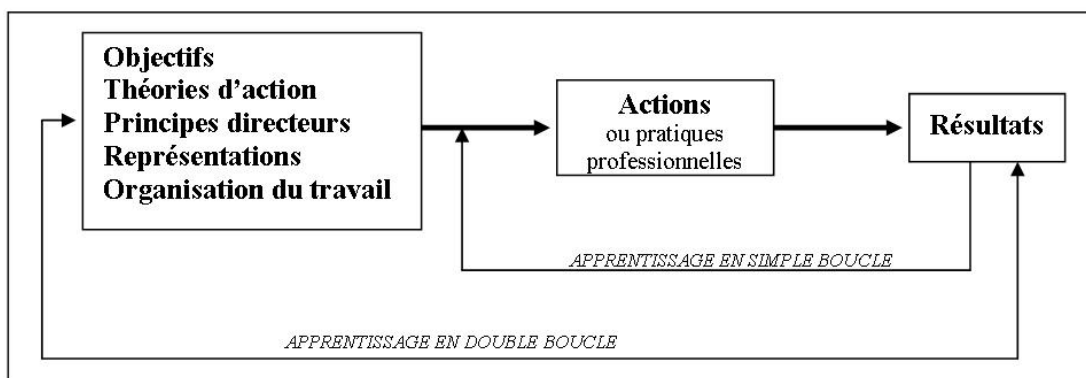 Objectifs
Théories d’action
Principes directeurs
Représentations
Organisation du travail
Actions
ou pratiques
professionnelles
Résultats
APPRENTISSAGE EN SIMPLE BOUCLE
APPRENTISSAGE EN DOUBLE BOUCLE